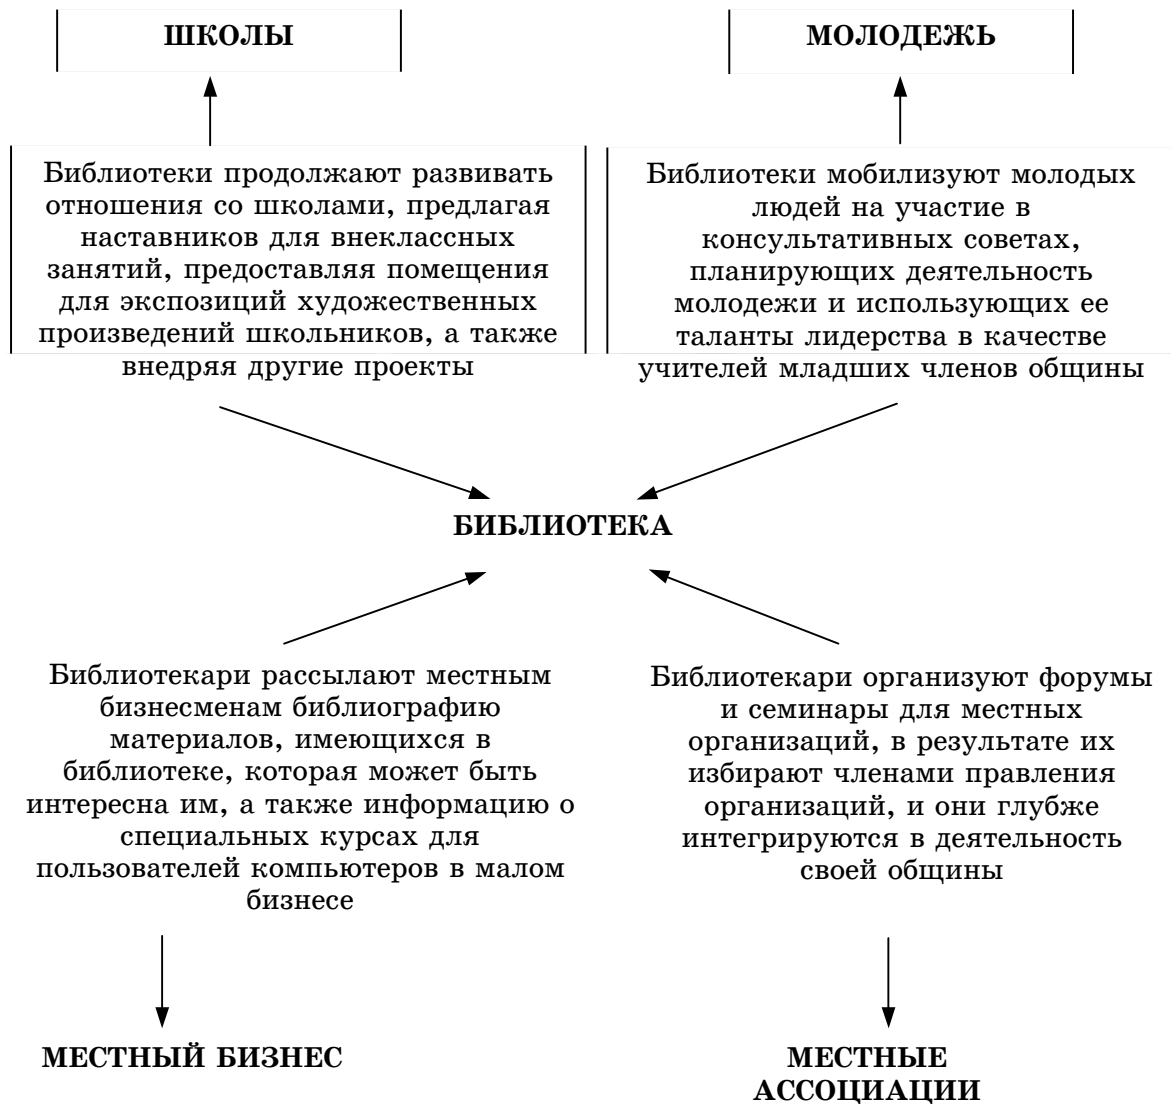 ШКОЛЫ
МОЛОДЕЖЬ
Библиотеки продолжают развивать
отношения со школами, предлагая
наставников для внеклассных
занятий, предоставляя помещения
для экспозиций художественных
произведений школьников, а также
внедряя другие проекты
Библиотеки мобилизуют молодых
людей на участие в
консультативных советах,
планирующих деятельность
молодежи и использующих ее
таланты лидерства в качестве
учителей младших членов общины
БИБЛИОТЕКА
Библиотекари рассылают местным
бизнесменам библиографию
материалов, имеющихся в
библиотеке, которая может быть
интересна им, а также информацию о
специальных курсах для
пользователей компьютеров в малом
бизнесе
Библиотекари организуют форумы
и семинары для местных
организаций, в результате их
избирают членами правления
организаций, и они глубже
интегрируются в деятельность
своей общины
МЕСТНЫЙ БИЗНЕС
МЕСТНЫЕ
АССОЦИАЦИИ